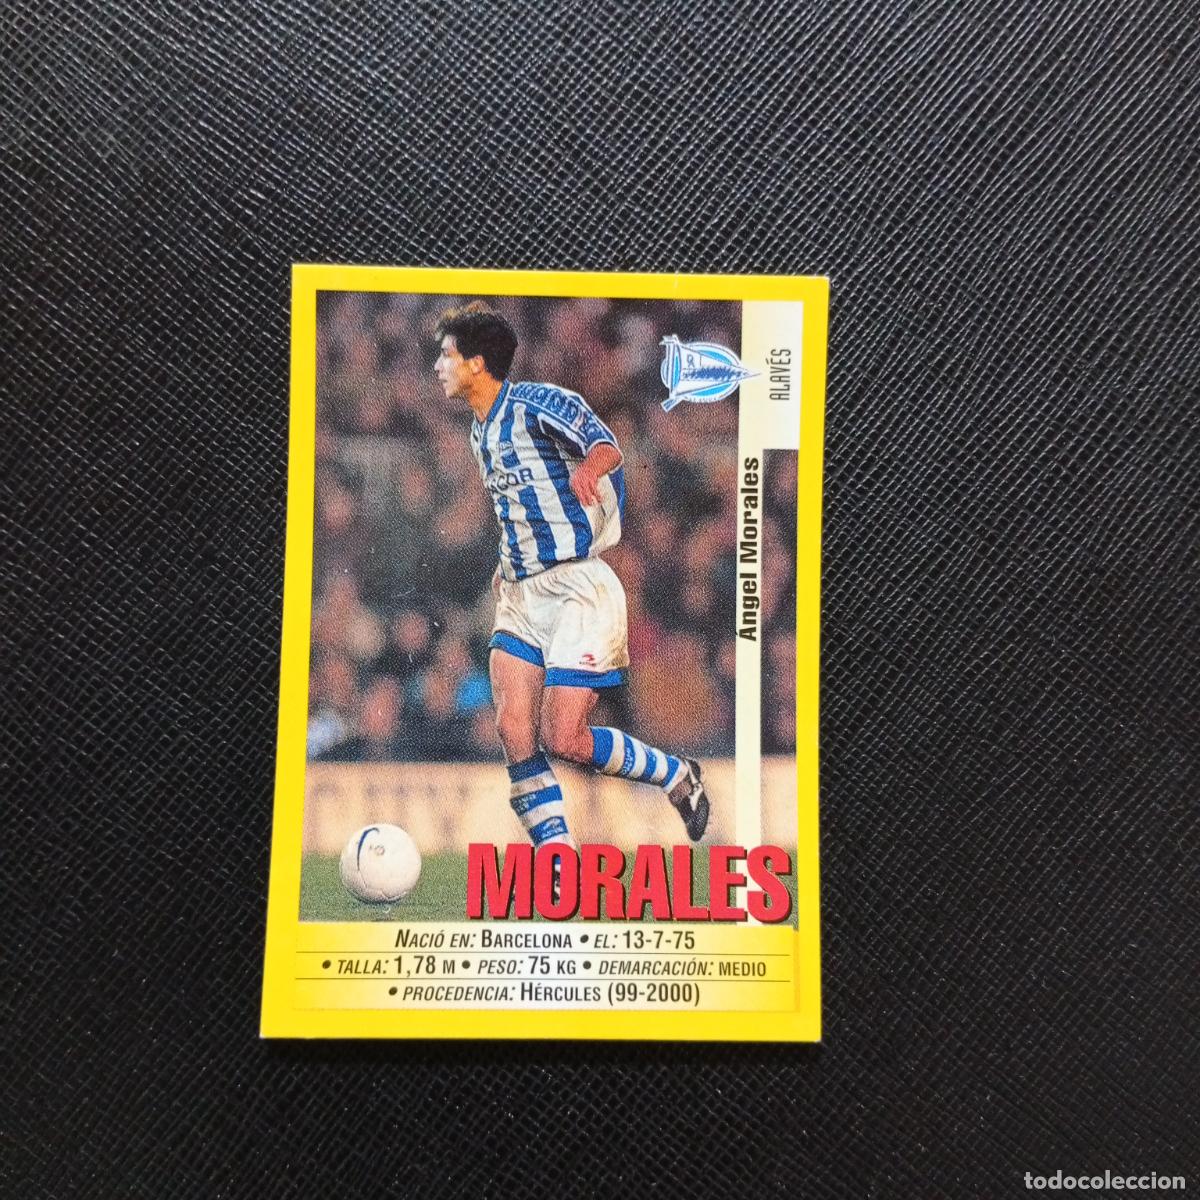 ALAVÉS
Ángel Morales
MORALES
NACIÓ EN: BARCELONA • EL: 13-7-75
• TALLA: 1,78 M • PESO: 75 KG • DEMARCACIÓN: MEDIO
• PROCEDENCIA: HÉRCULES (99-2000)
todocoleccion